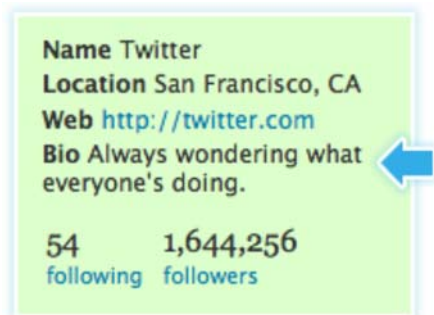 Name Twitter
Location San Francisco, CA
Web http://twitter.com
Bio Always wondering what
everyone's doing.
54 1,644,256
following followers